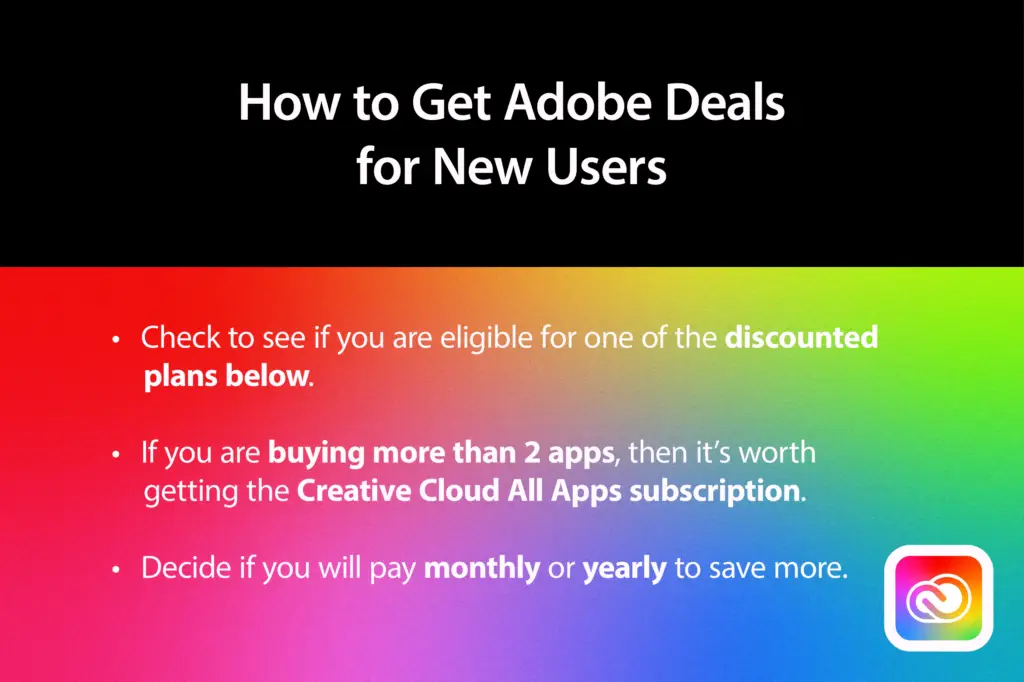 How to Get Adobe Deals
for New Users
• Check to see if you are eligible for one of the discounted
plans below.
• If you are buying more than 2 apps, then it’s worth
getting the Creative Cloud All Apps subscription.
• Decide if you will pay monthly or yearly to save more.